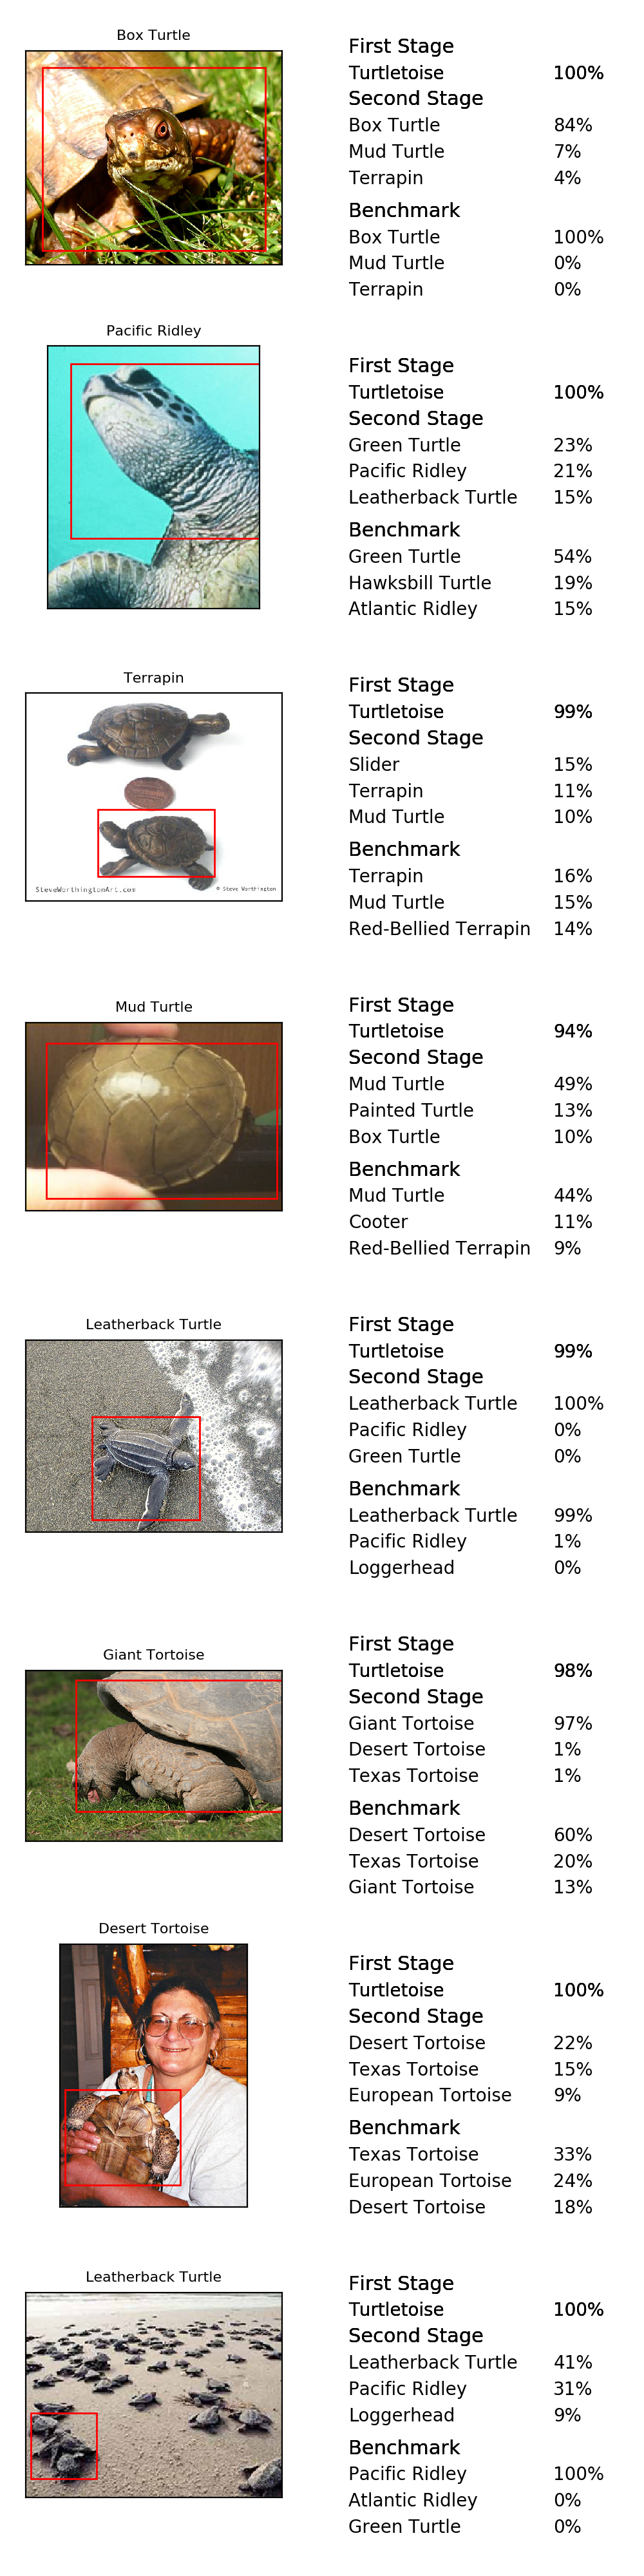 Box Turtle
First Stage
Turtletoise 100%
Second Stage
Box Turtle 84%
Mud Turtle 7%
Terrapin 4%
Benchmark
Box Turtle 100%
Mud Turtle 0%
Terrapin 0%
Pacific Ridley
First Stage
Turtletoise 100%
Second Stage
Green Turtle 23%
Pacific Ridley 21%
Leatherback Turtle 15%
Benchmark
Green Turtle 54%
Hawksbill Turtle 19%
Atlantic Ridley 15%
Terrapin
SteveWorthingtonArt.com © Steve Worthington
First Stage
Turtletoise 99%
Second Stage
Slider 15%
Terrapin 11%
Mud Turtle 10%
Benchmark
Terrapin 16%
Mud Turtle 15%
Red-Bellied Terrapin 14%
Mud Turtle
First Stage
Turtletoise 94%
Second Stage
Mud Turtle 49%
Painted Turtle 13%
Box Turtle 10%
Benchmark
Mud Turtle 44%
Cooter 11%
Red-Bellied Terrapin 9%
Leatherback Turtle
First Stage
Turtletoise 99%
Second Stage
Leatherback Turtle 100%
Pacific Ridley 0%
Green Turtle 0%
Benchmark
Leatherback Turtle 99%
Pacific Ridley 1%
Loggerhead 0%
Giant Tortoise
First Stage
Turtletoise 98%
Second Stage
Giant Tortoise 97%
Desert Tortoise 1%
Texas Tortoise 1%
Benchmark
Desert Tortoise 60%
Texas Tortoise 20%
Giant Tortoise 13%
Desert Tortoise
First Stage
Turtletoise 100%
Second Stage
Desert Tortoise 22%
Texas Tortoise 15%
European Tortoise 9%
Benchmark
Texas Tortoise 33%
European Tortoise 24%
Desert Tortoise 18%
Leatherback Turtle
First Stage
Turtletoise 100%
Second Stage
Leatherback Turtle 41%
Pacific Ridley 31%
Loggerhead 9%
Benchmark
Pacific Ridley 100%
Atlantic Ridley 0%
Green Turtle 0%